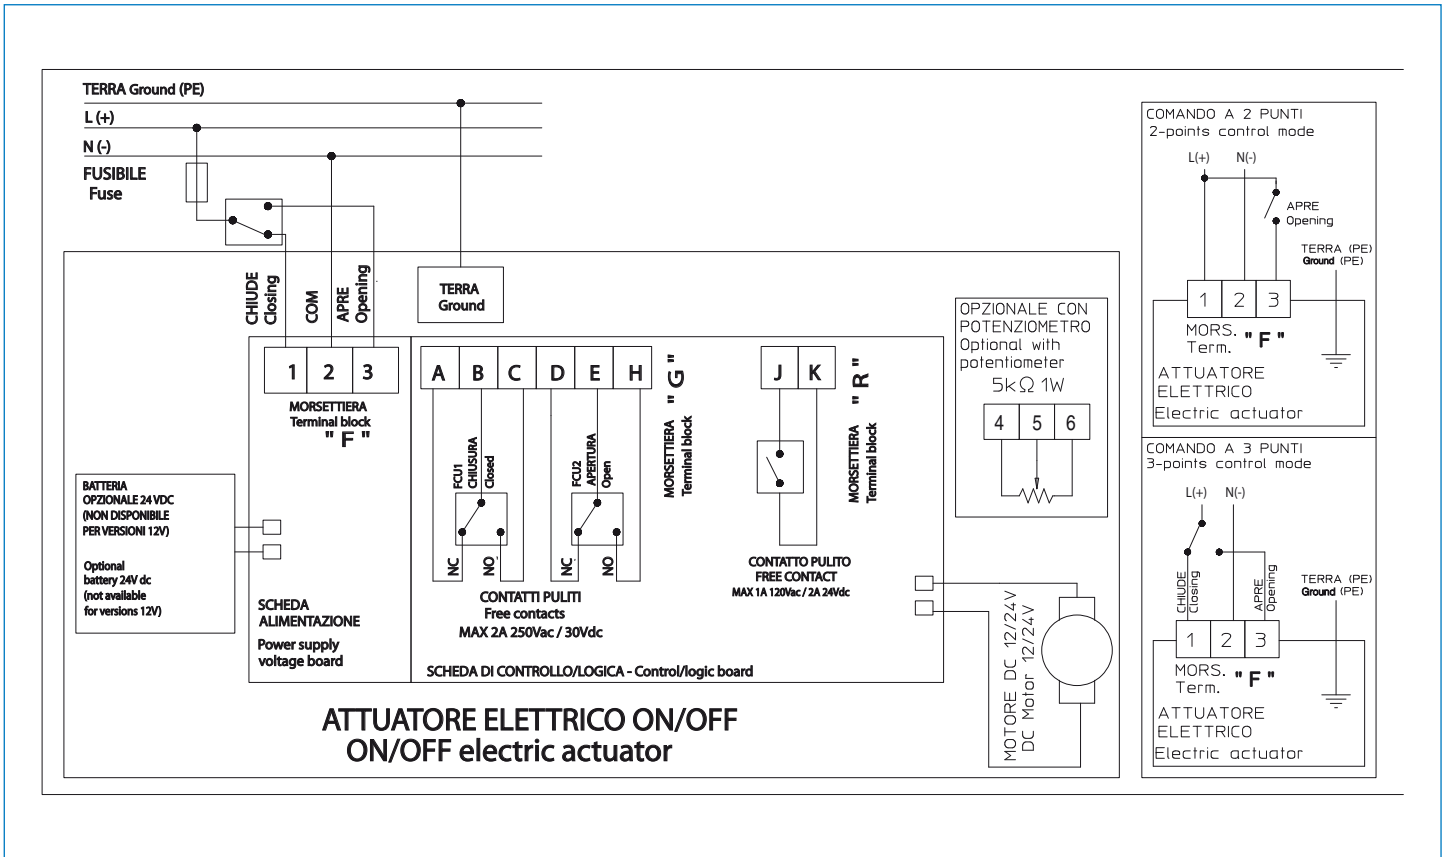 TERRA Ground (PE)
L (+)
N (-)
FUSIBILE
Fuse
CHIUDE
Closing
COM
APRE
Opening
TERRA
Ground
1 2 3
MORSETTIERA
Terminal block
" F "
A B C D E H
MORSETTIERA " G "
Terminal block
FCU1
CHIUSURA
Closed
FCU2
APERTURA
Open
NC NO NC NO
CONTATTI PULITI
Free contacts
MAX 2A 250Vac / 30Vdc
J K
MORSETTIERA " R "
Terminal block
CONTATTO PULITO
FREE CONTACT
MAX 1A 120Vac / 2A 24Vdc
OPZIONALE CON
POTENZIOMETRO
Optional with
potentiometer
5kΩ 1W
4 5 6
BATTERIA
OPZIONALE 24 VDC
(NON DISPONIBILE
PER VERSIONI 12V)
Optional
battery 24V dc
(not available
for versions 12V)
SCHEDA
ALIMENTAZIONE
Power supply
voltage board
SCHEDA DI CONTROLLO/LOGICA - Control/logic board
MOTORE DC 12/24V
DC Motor 12/24V
ATTUATORE ELETTRICO ON/OFF
ON/OFF electric actuator
COMANDO A 2 PUNTI
2-points control mode
L(+) N(-)
APRE
Opening
TERRA (PE)
Ground (PE)
1 2 3
MORS. " F "
Term.
ATTUATORE
ELETTRICO
Electric actuator
COMANDO A 3 PUNTI
3-points control mode
L(+) N(-)
CHIUDE
Closing
APRE
Opening
TERRA (PE)
Ground (PE)
1 2 3
MORS. " F "
Term.
ATTUATORE
ELETTRICO
Electric actuator